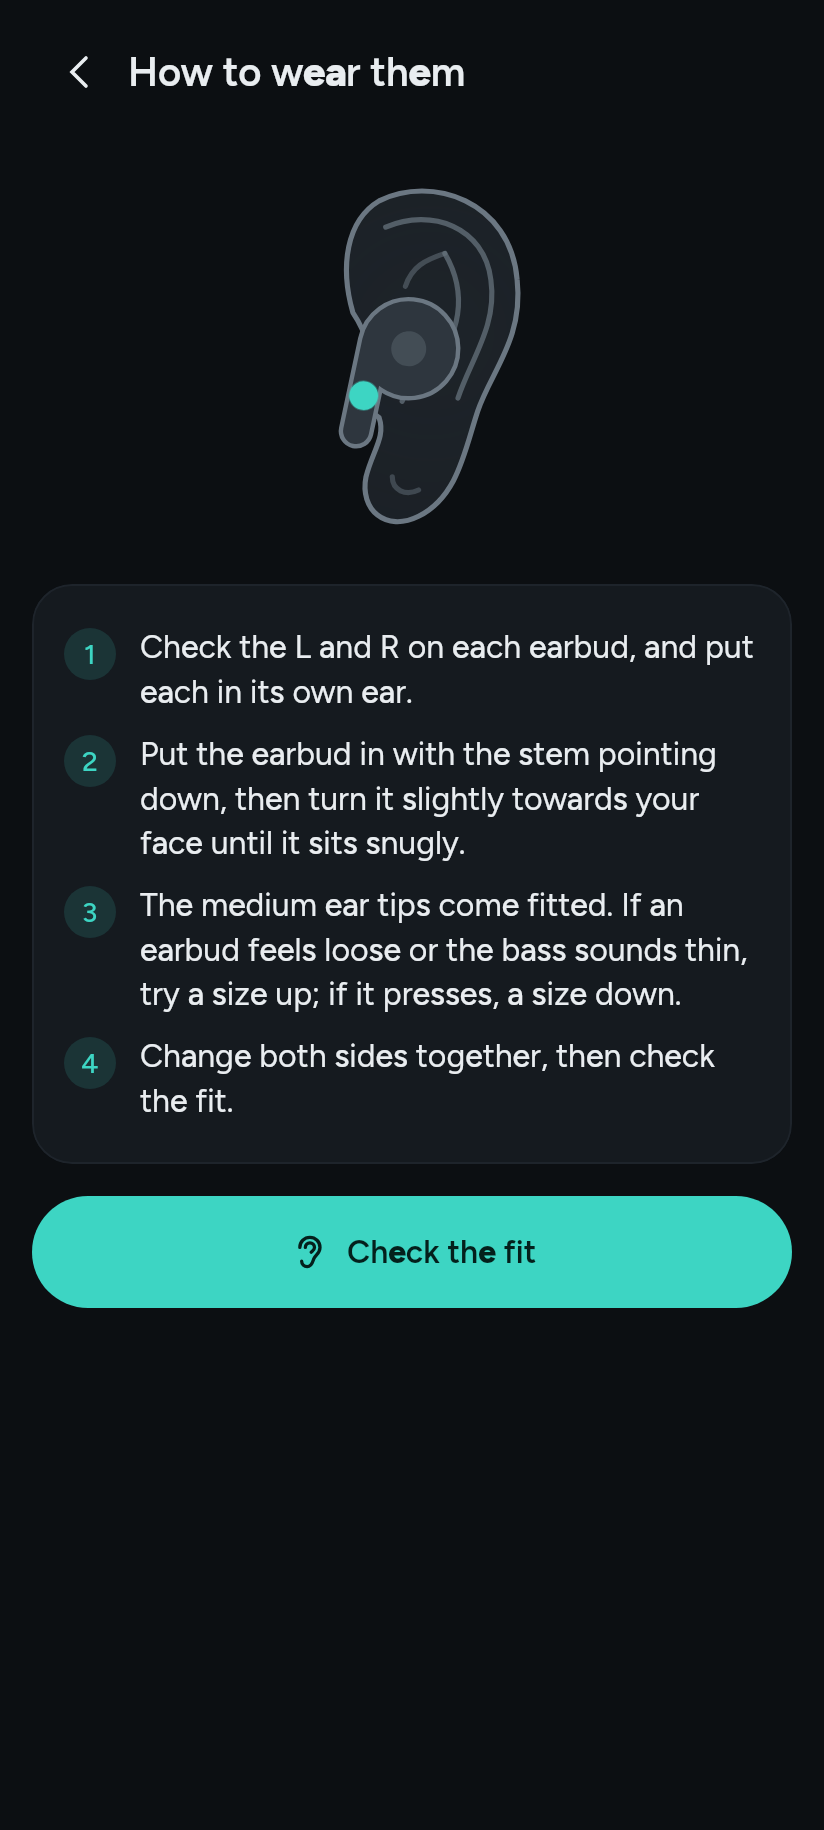 How to wear them
1 Check the L and R on each earbud, and put
each in its own ear.
2 Put the earbud in with the stem pointing
down, then turn it slightly towards your
face until it sits snugly.
3 The medium ear tips come fitted. If an
earbud feels loose or the bass sounds thin,
try a size up; if it presses, a size down.
4 Change both sides together, then check
the fit.
Check the fit